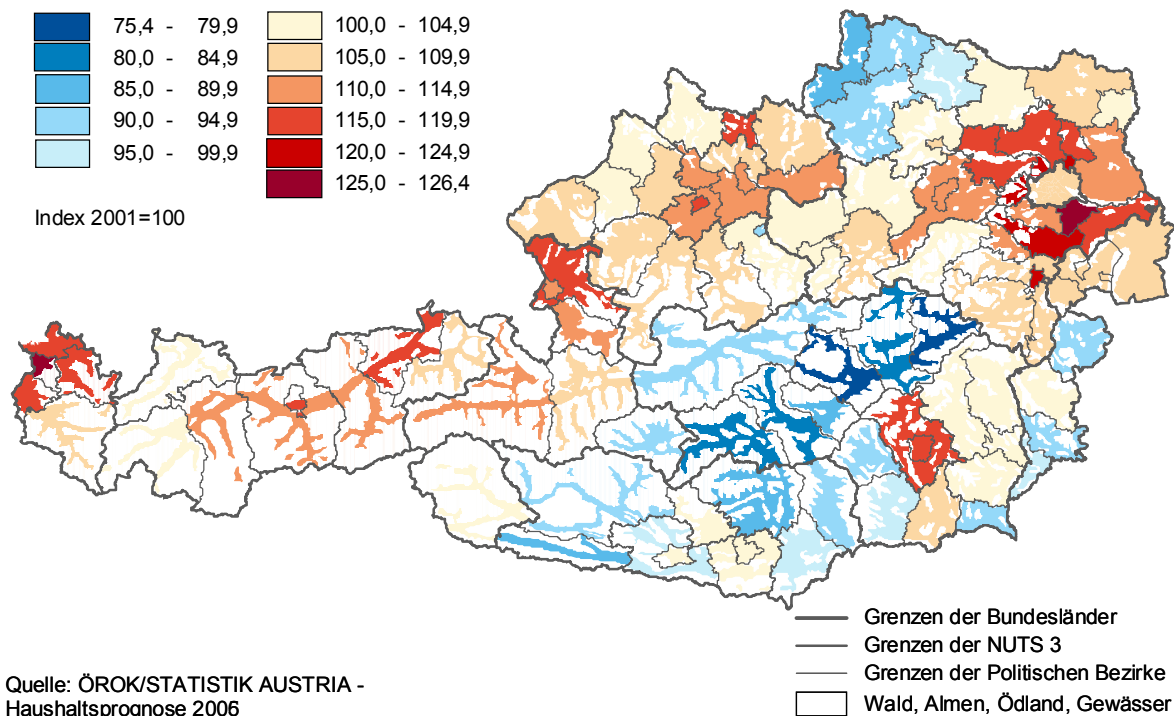 75,4 - 79,9
80,0 - 84,9
85,0 - 89,9
90,0 - 94,9
95,0 - 99,9
100,0 - 104,9
105,0 - 109,9
110,0 - 114,9
115,0 - 119,9
120,0 - 124,9
125,0 - 126,4
Index 2001=100
Grenzen der Bundesländer
Grenzen der NUTS 3
Grenzen der Politischen Bezirke
Wald, Almen, Ödland, Gewässer
Quelle: ÖROK/STATISTIK AUSTRIA -
Haushaltsprognose 2006